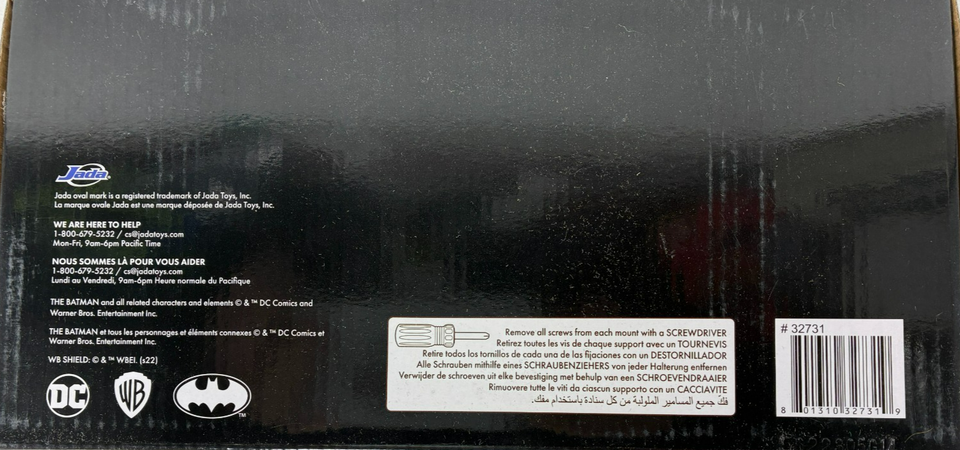 Jada
Jada oval mark is a registered trademark of Jada Toys, Inc.
La marque ovale Jada est une marque déposée de Jada Toys, Inc.
WE ARE HERE TO HELP
1-800-679-5232 / cs@jadatoys.com
Mon-Fri, 9am-6pm Pacific Time
NOUS SOMMES LÀ POUR VOUS AIDER
1-800-679-5232 / cs@jadatoys.com
Lundi au Vendredi, 9am-6pm Heure normale du Pacifique
THE BATMAN and all related characters and elements © & ™ DC Comics and
Warner Bros. Entertainment Inc.
THE BATMAN et tous les personnages et éléments connexes © & ™ DC Comics et
Warner Bros. Entertainment Inc.
WB SHIELD: © & ™ WBEI. (s22)
DC
WB
™
Remove all screws from each mount with a SCREWDRIVER
Retirez toutes les vis de chaque support avec un TOURNEVIS
Retire todos los tornillos de cada una de las fijaciones con un DESTORNILLADOR
Alle Schrauben mithilfe eines SCHRAUBENZIEHERS von jeder Halterung entfernen
Verwijder de schroeven uit elke bevestiging met behulp van een SCHROEVENDRAAIER
Rimuovere tutte le viti da ciascun supporto con un CACCIAVITE
فكّ جميع المسامير الملولبة من كل سنادة باستخدام مفك.
# 32731
8 01310 32731 9